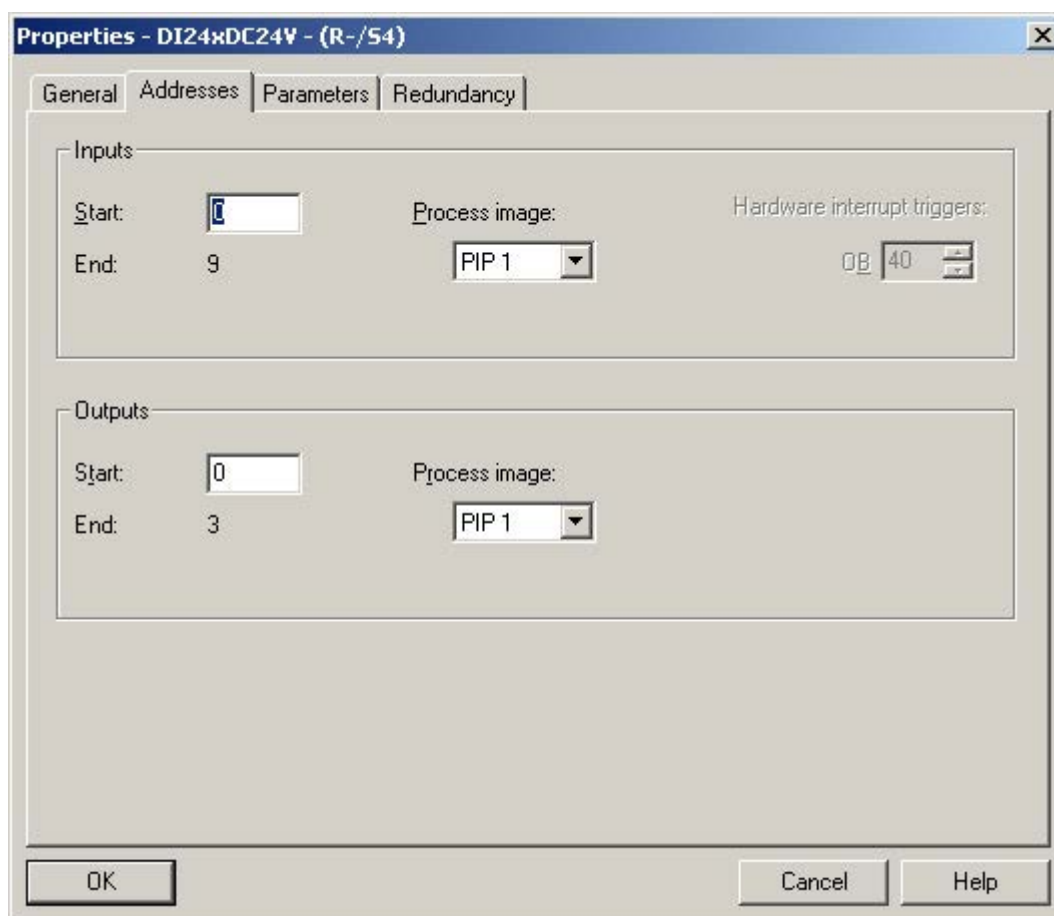 Properties - DI24xDC24V - (R-/S4)
General Addresses Parameters Redundancy
Inputs
Start: 0 Process image: Hardware interrupt triggers:
End: 9 PIP 1 OB 40
Outputs
Start: 0 Process image:
End: 3 PIP 1
OK Cancel Help